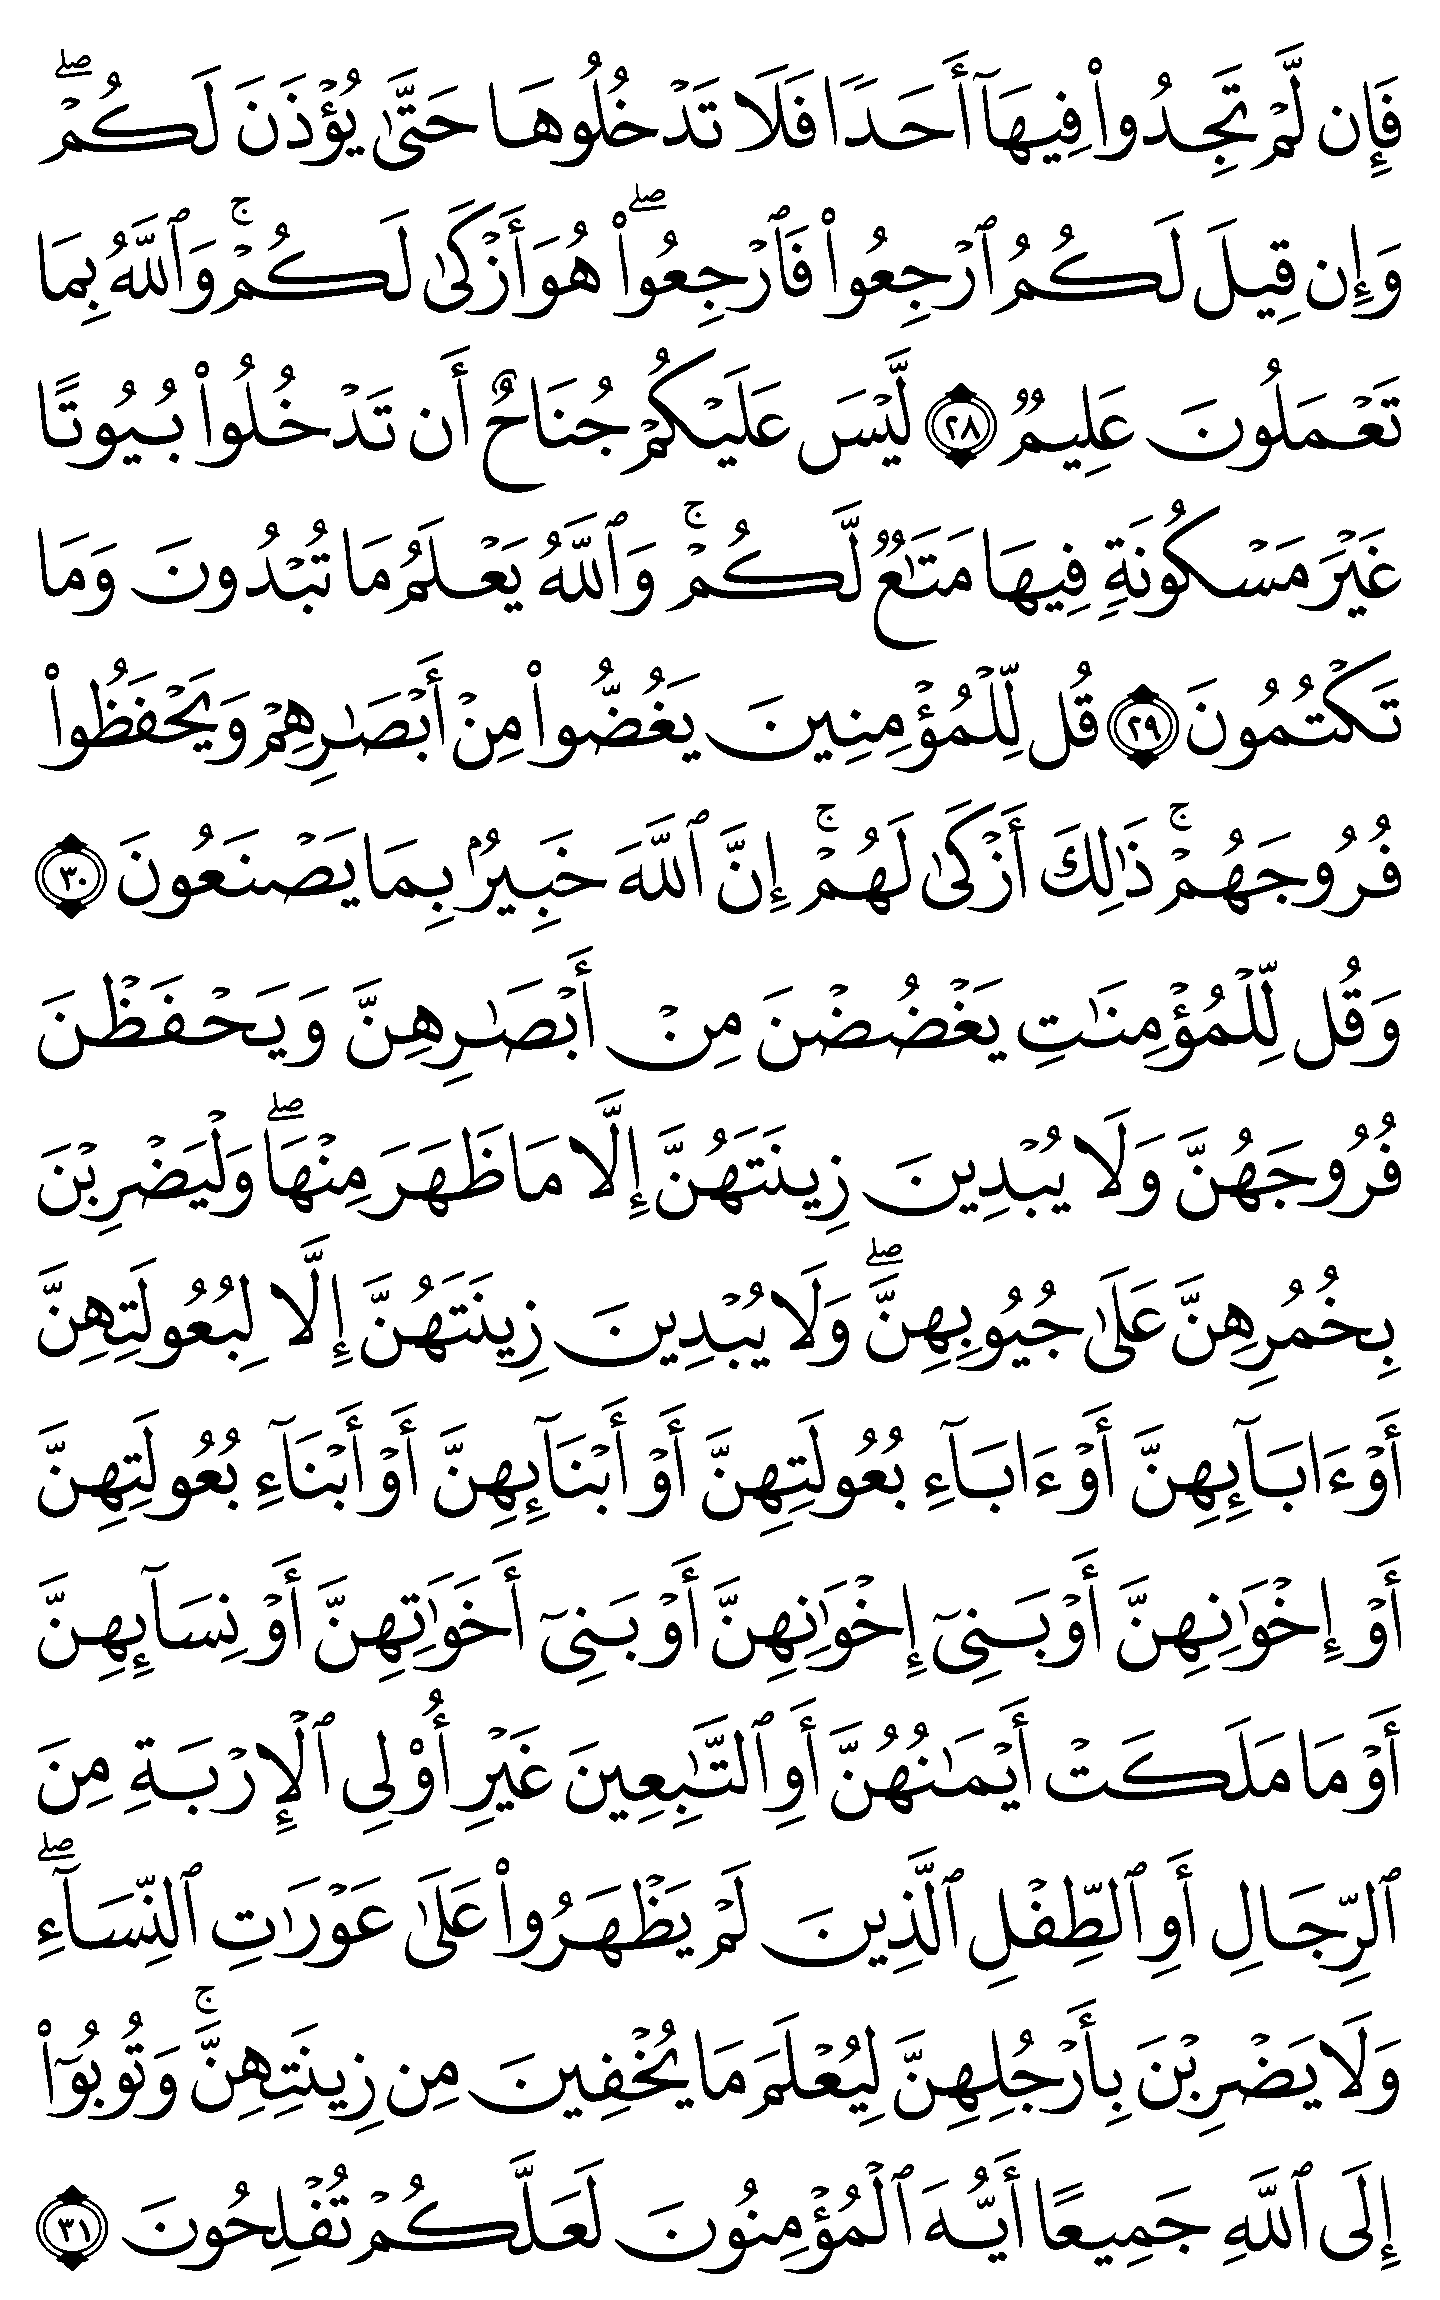 فَإِن لَّمْ تَجِدُوا۟ فِيهَآ أَحَدًا فَلَا تَدْخُلُوهَا حَتَّىٰ يُؤْذَنَ لَكُمْ ۖ
وَإِن قِيلَ لَكُمُ ٱرْجِعُوا۟ فَٱرْجِعُوا۟ ۖ هُوَ أَزْكَىٰ لَكُمْ ۚ وَٱللَّهُ بِمَا
تَعْمَلُونَ عَلِيمٌ ٢٨ لَّيْسَ عَلَيْكُمْ جُنَاحٌ أَن تَدْخُلُوا۟ بُيُوتًا
غَيْرَ مَسْكُونَةٍ فِيهَا مَتَـٰعٌ لَّكُمْ ۚ وَٱللَّهُ يَعْلَمُ مَا تُبْدُونَ وَمَا
تَكْتُمُونَ ٢٩ قُل لِّلْمُؤْمِنِينَ يَغُضُّوا۟ مِنْ أَبْصَـٰرِهِمْ وَيَحْفَظُوا۟
فُرُوجَهُمْ ۚ ذَٰلِكَ أَزْكَىٰ لَهُمْ ۚ إِنَّ ٱللَّهَ خَبِيرٌۢ بِمَا يَصْنَعُونَ ٣٠
وَقُل لِّلْمُؤْمِنَـٰتِ يَغْضُضْنَ مِنْ أَبْصَـٰرِهِنَّ وَيَحْفَظْنَ
فُرُوجَهُنَّ وَلَا يُبْدِينَ زِينَتَهُنَّ إِلَّا مَا ظَهَرَ مِنْهَا ۖ وَلْيَضْرِبْنَ
بِخُمُرِهِنَّ عَلَىٰ جُيُوبِهِنَّ ۖ وَلَا يُبْدِينَ زِينَتَهُنَّ إِلَّا لِبُعُولَتِهِنَّ
أَوْ ءَابَآئِهِنَّ أَوْ ءَابَآءِ بُعُولَتِهِنَّ أَوْ أَبْنَآئِهِنَّ أَوْ أَبْنَآءِ بُعُولَتِهِنَّ
أَوْ إِخْوَٰنِهِنَّ أَوْ بَنِىٓ إِخْوَٰنِهِنَّ أَوْ بَنِىٓ أَخَوَٰتِهِنَّ أَوْ نِسَآئِهِنَّ
أَوْ مَا مَلَكَتْ أَيْمَـٰنُهُنَّ أَوِ ٱلتَّـٰبِعِينَ غَيْرِ أُو۟لِى ٱلْإِرْبَةِ مِنَ
ٱلرِّجَالِ أَوِ ٱلطِّفْلِ ٱلَّذِينَ لَمْ يَظْهَرُوا۟ عَلَىٰ عَوْرَٰتِ ٱلنِّسَآءِ ۖ
وَلَا يَضْرِبْنَ بِأَرْجُلِهِنَّ لِيُعْلَمَ مَا يُخْفِينَ مِن زِينَتِهِنَّ ۚ وَتُوبُوٓا۟
إِلَى ٱللَّهِ جَمِيعًا أَيُّهَ ٱلْمُؤْمِنُونَ لَعَلَّكُمْ تُفْلِحُونَ ٣١